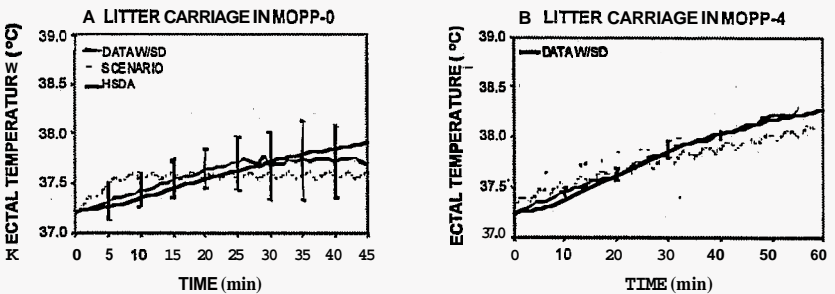 A LITTER CARRIAGE IN MOPP-0
39.0
38.0
37.5
37.0
DATA W/SD
SCENARIO
HSDA
0 5 10 15 20 25 30 35 40 45
TIME (min)
K ECTAL TEMPERATUR (°C)
B LITTER CARRIAGE IN MOPP-4
39.0
38.5
38.0
37.5
37.0
DATA W/SD
0 10 20 30 40 50 60
TIME (min)
ECTAL TEMPERATURE (°C)